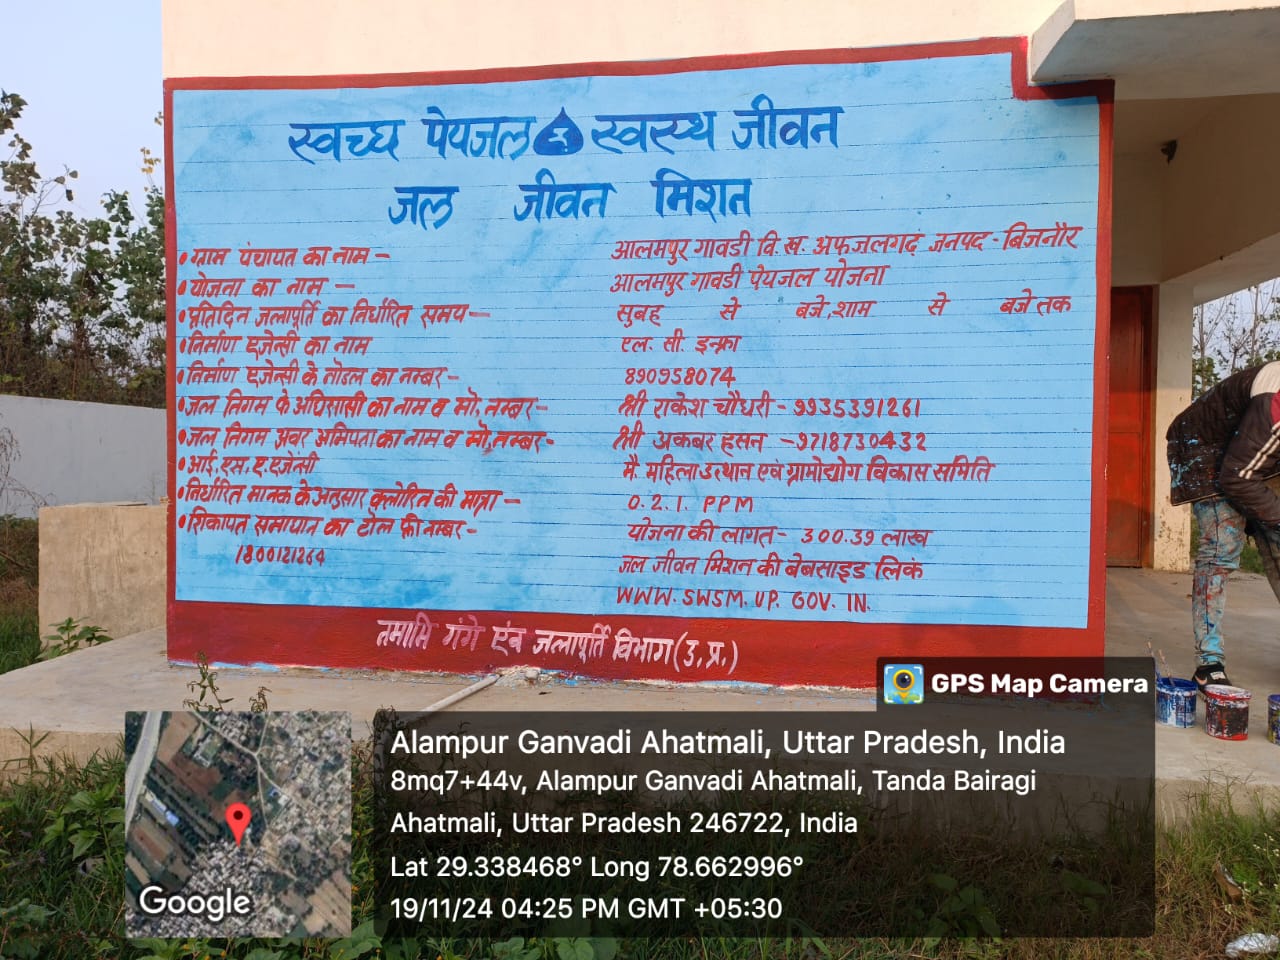 स्वच्छ पेयजल स्वस्थ जीवन
जल जीवन मिशन
ग्राम पंचायत का नाम - आलमपुर गावडी वि.ख. अफजलगढ़ जनपद - बिजनौर
योजना का नाम - आलमपुर गावडी पेयजल योजना
प्रतिदिन जलापूर्ति का निर्धारित समय - सुबह से बजे, शाम से बजे तक
निर्माण एजेन्सी का नाम एल. सी. इन्फ्रा
निर्माण एजेन्सी के नोडल का नम्बर - 890958074
जल निगम के अधिशासी का नाम व मो. नम्बर - श्री राकेश चौधरी - 9935391261
जल निगम अवर अभियंता का नाम व मो. नम्बर - श्री अकबर हसन - 9718730432
आई.एस.ए. एजेन्सी मै. महिला उत्थान एवं ग्रामोद्योग विकास समिति
निर्धारित मानक के अनुसार क्लोरिन की मात्रा - 0.2.1. PPM
शिकायत समाधान का टोल फ्री नम्बर - योजना की लागत - 300.39 लाख
1800121264 जल जीवन मिशन की बेबसाइड लिंक
WWW.SWSM.UP.GOV.IN.
नमामि गंगे एंव जलापूर्ति विभाग (उ.प्र.)
GPS Map Camera
Alampur Ganvadi Ahatmali, Uttar Pradesh, India
8mq7+44v, Alampur Ganvadi Ahatmali, Tanda Bairagi
Ahatmali, Uttar Pradesh 246722, India
Lat 29.338468° Long 78.662996°
19/11/24 04:25 PM GMT +05:30
Google